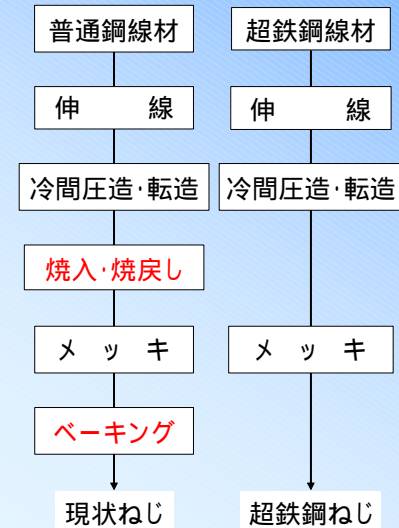 普通鋼線材
伸　線
冷間圧造･転造
焼入･焼戻し
メ ッ キ
ベーキング
現状ねじ
超鉄鋼線材
伸　線
冷間圧造･転造
メ ッ キ
超鉄鋼ねじ